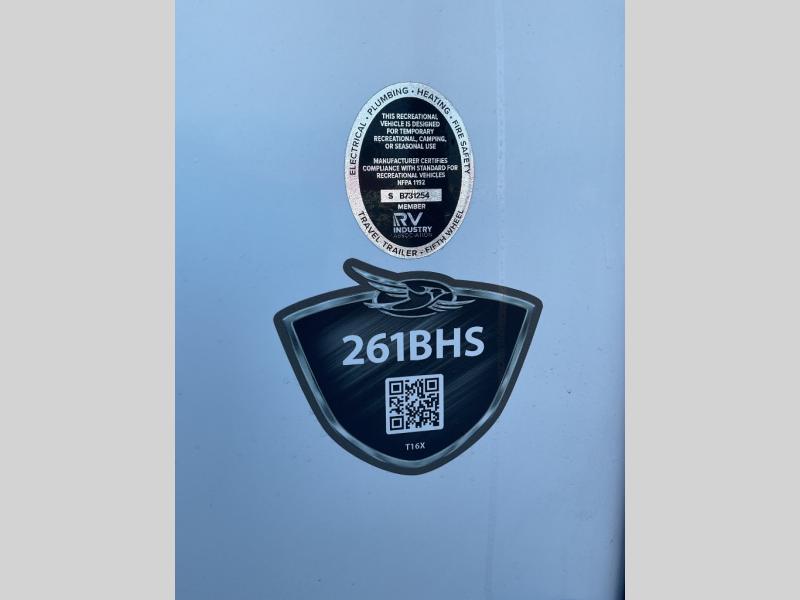 ELECTRICAL • PLUMBING • HEATING • FIRE SAFETY
THIS RECREATIONAL
VEHICLE IS DESIGNED
FOR TEMPORARY
RECREATIONAL, CAMPING,
OR SEASONAL USE
MANUFACTURER CERTIFIES
COMPLIANCE WITH STANDARD FOR
RECREATIONAL VEHICLES
NFPA 1192
S B731254
MEMBER
RV
INDUSTRY
ASSOCIATION
TRAVEL TRAILER - FIFTH WHEEL
261BHS
T16X